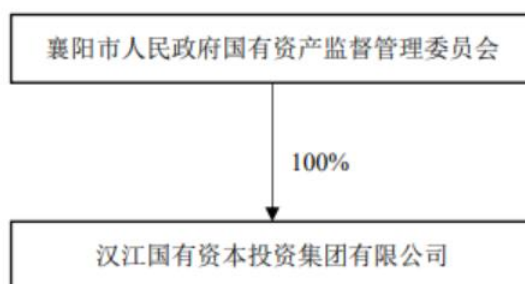 襄阳市人民政府国有资产监督管理委员会
100%
汉江国有资本投资集团有限公司